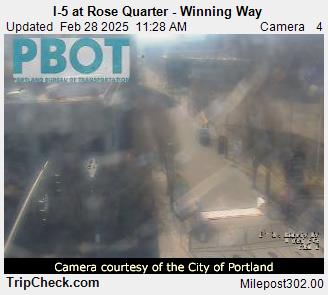 I-5 at Rose Quarter - Winning Way
Updated Feb 28 2025 11:28 AM Camera 4
PBOT
PORTLAND BUREAU OF TRANSPORTATION
Camera courtesy of the City of Portland
TripCheck.com Milepost302.00